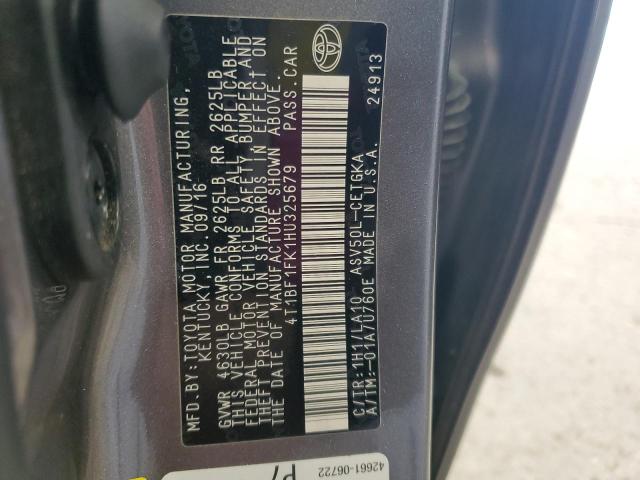 MFD. BY: TOYOTA MOTOR MANUFACTURING,
KENTUCKY, INC. 09/16
GVWR 4630LB GAWR FR 2625LB RR 2625LB
THIS VEHICLE CONFORMS TO ALL APPLICABLE
FEDERAL MOTOR VEHICLE SAFETY, BUMPER, AND
THEFT PREVENTION STANDARDS IN EFFECT ON
THE DATE OF MANUFACTURE SHOWN ABOVE.
4T1BF1FK1HU325679 PASS. CAR
C/TR: 1H1/LA10 ASV50L-CET6KA
A/TM: -01A/U760E MADE IN U.S.A.
24913
42661-06722